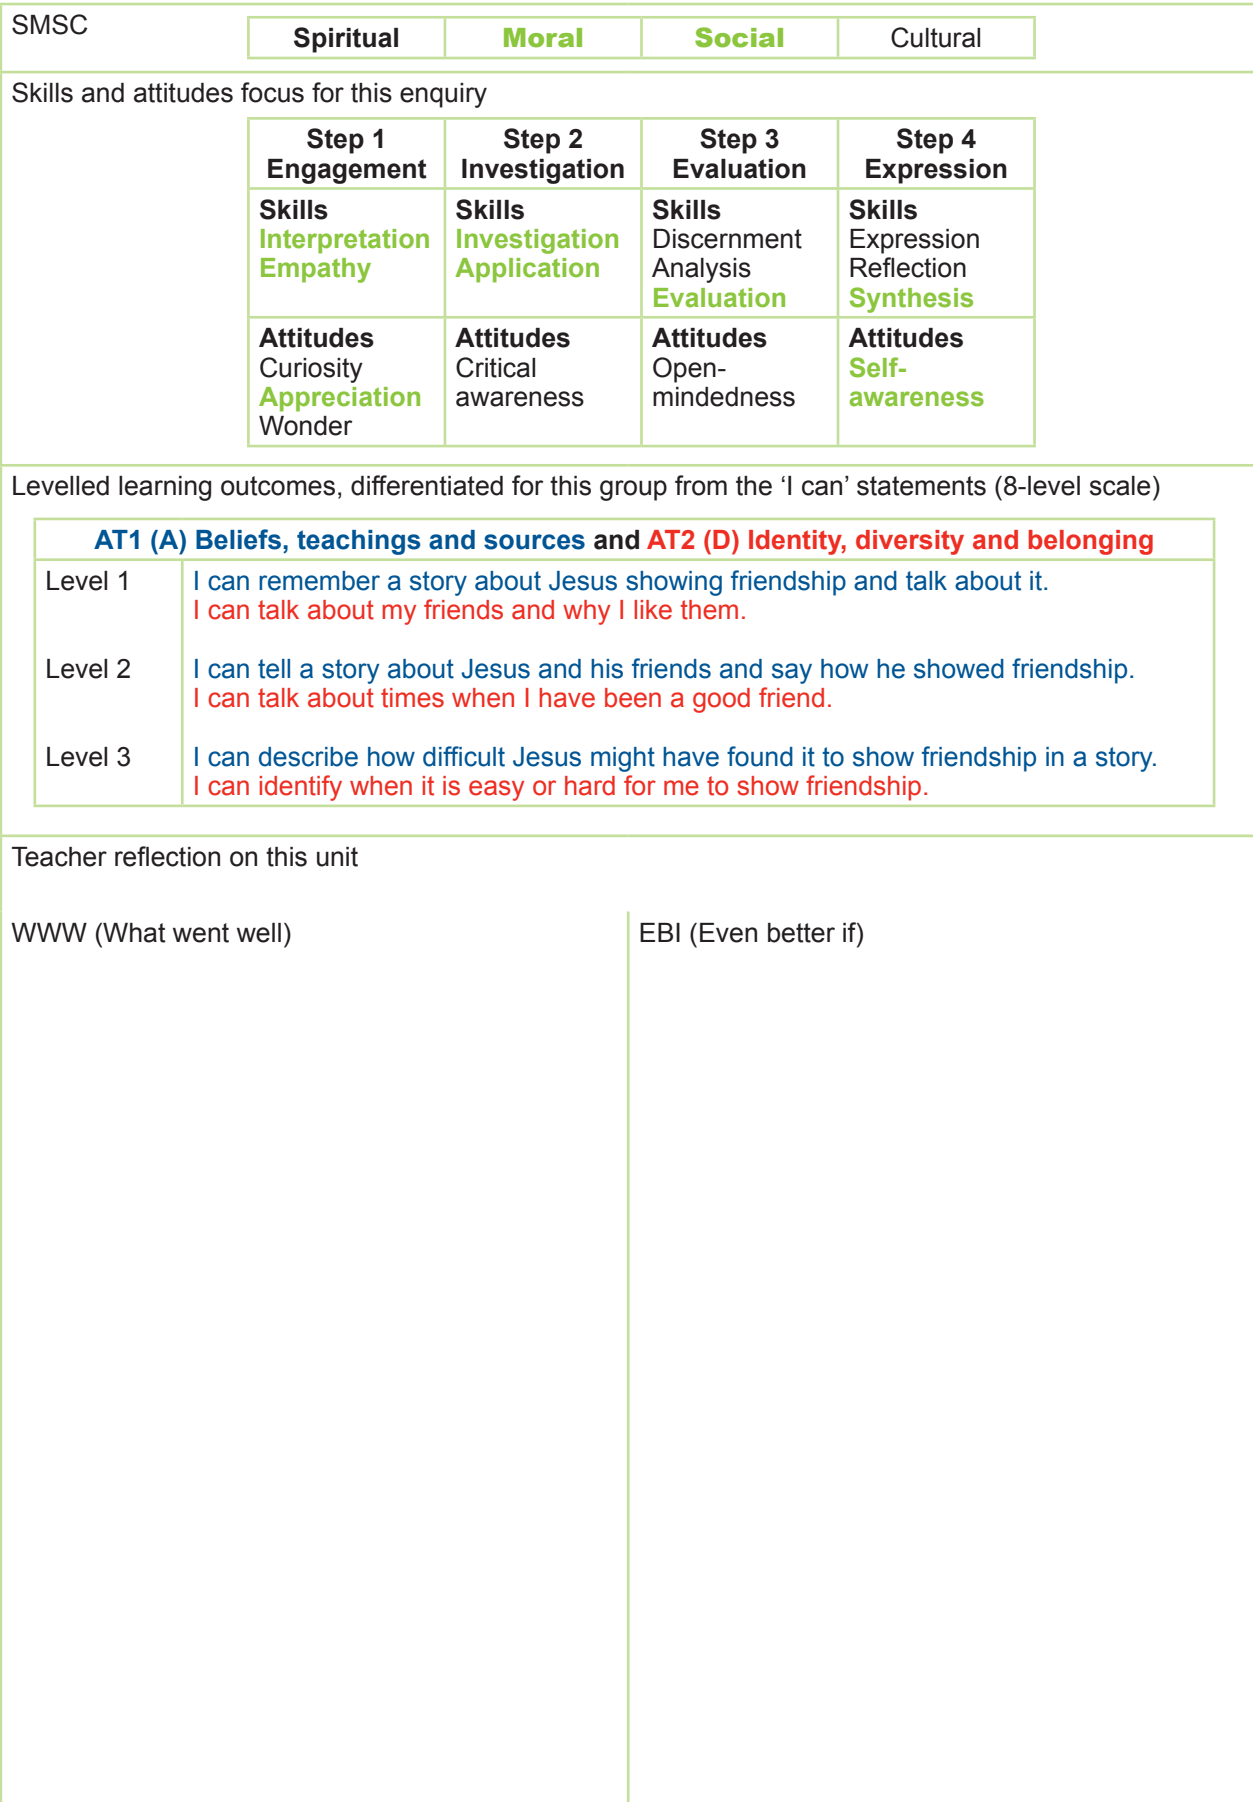 SMSC
Spiritual Moral Social Cultural
Skills and attitudes focus for this enquiry
Step 1 Step 2 Step 3 Step 4
Engagement Investigation Evaluation Expression
Skills
Interpretation
Empathy
Skills
Investigation
Application
Skills
Discernment
Analysis
Evaluation
Skills
Expression
Reflection
Synthesis
Attitudes
Curiosity
Appreciation
Wonder
Attitudes
Critical
awareness
Attitudes
Open-
mindedness
Attitudes
Self-
awareness
Levelled learning outcomes, differentiated for this group from the ‘I can’ statements (8-level scale)
AT1 (A) Beliefs, teachings and sources and AT2 (D) Identity, diversity and belonging
Level 1 I can remember a story about Jesus showing friendship and talk about it.
I can talk about my friends and why I like them.
Level 2 I can tell a story about Jesus and his friends and say how he showed friendship.
I can talk about times when I have been a good friend.
Level 3 I can describe how difficult Jesus might have found it to show friendship in a story.
I can identify when it is easy or hard for me to show friendship.
Teacher reflection on this unit
WWW (What went well) EBI (Even better if)